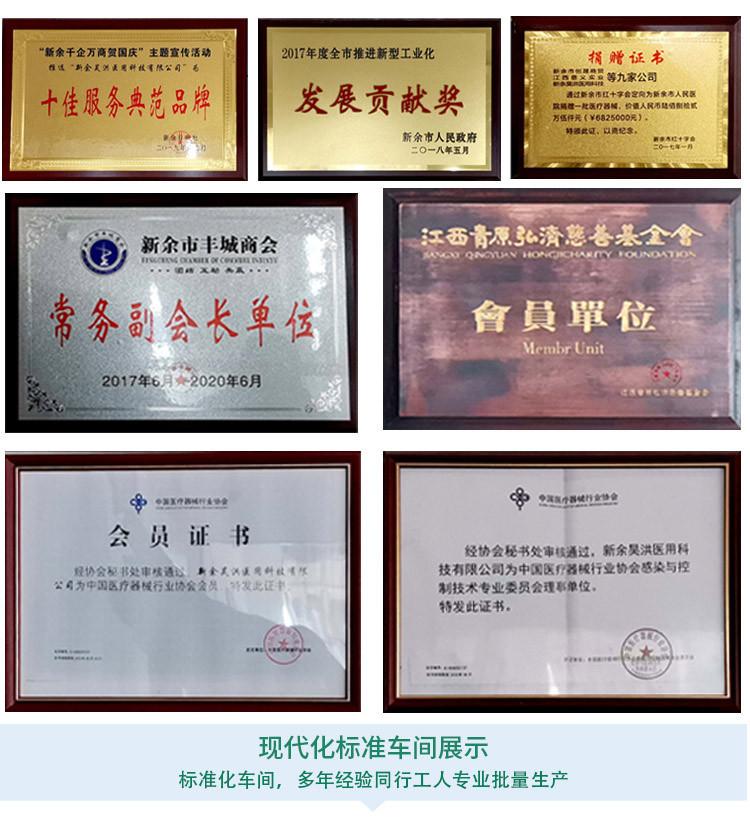 “新余千企万商贺国庆”主题宣传活动
推选“新余昊洪医用科技有限公司”为
十佳服务典范品牌
2017年度全市推进新型工业化
发展贡献奖
新余市人民政府
二〇一八年五月
捐赠证书
等九家公司
通过新余市红十字会定向为新余市人民医
院捐赠一批医疗器械，价值人民币陆佰捌拾贰
万伍仟元（￥6825000元）。
特颁此证，以资纪念。
新余市红十字会
二〇一七年一月
新余市丰城商会
FENGCHENG CHAMBER OF COMMERCE IN XINYU
团结 互助 共赢
常务副会长单位
2017年6月-2020年6月
江西青原弘濟慈善基金會
JIANGXI QINGYUAN HONGJICHARITY FOUNDATION
會員單位
Membr Unit
中国医疗器械行业协会
会员证书
经协会秘书处审核通过，新余昊洪医用科技有限
公司为中国医疗器械行业协会会员，特发此证书。
中国医疗器械行业协会
经协会秘书处审核通过，新余昊洪医用科
技有限公司为中国医疗器械行业协会感染与控
制技术专业委员会理事单位。
特发此证书。
现代化标准车间展示
标准化车间，多年经验同行工人专业批量生产